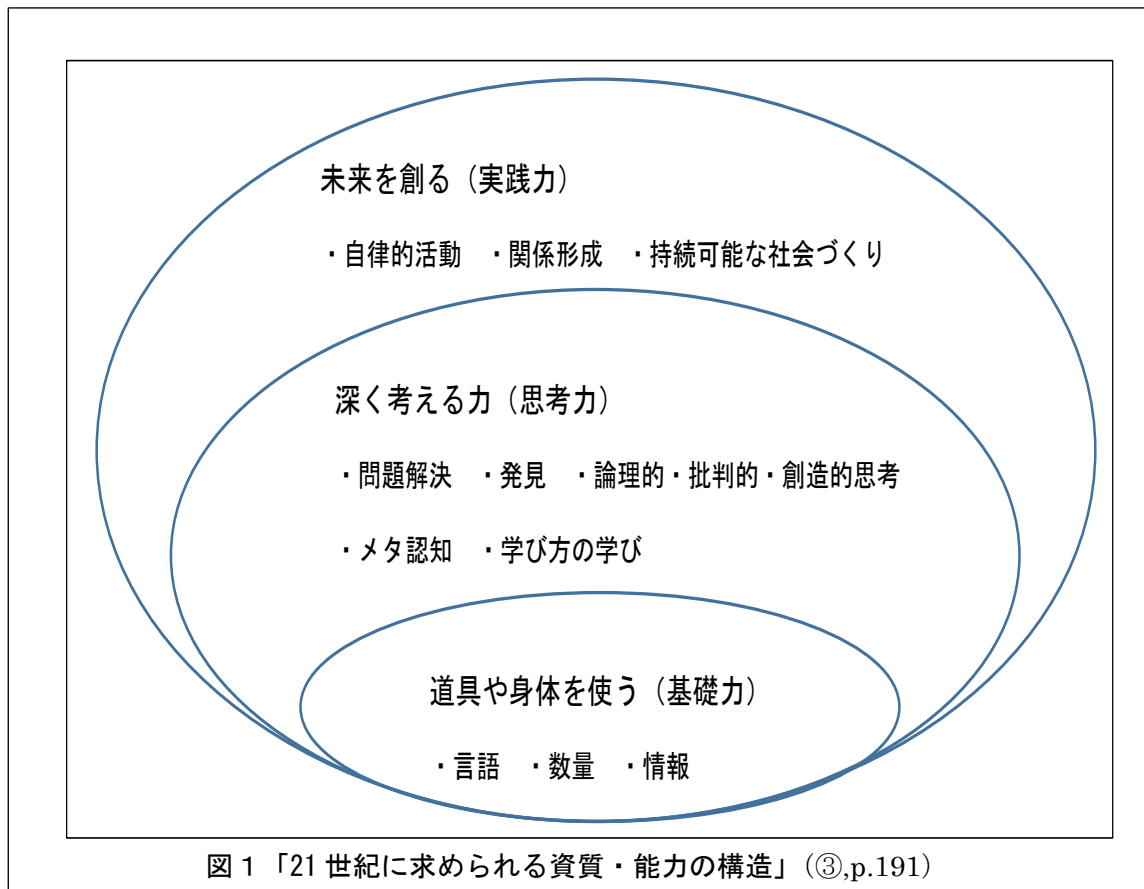 未来を創る（実践力）
・自律的活動　・関係形成　・持続可能な社会づくり
深く考える力（思考力）
・問題解決　・発見　・論理的・批判的・創造的思考
・メタ認知　・学び方の学び
道具や身体を使う（基礎力）
・言語　・数量　・情報
図１「21 世紀に求められる資質・能力の構造」（③,p.191）